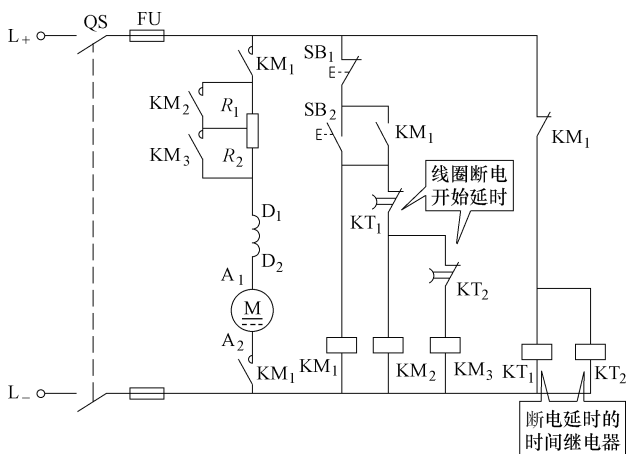 QS
FU
L+
KM1
SB1
KM2
R1
SB2
KM1
KM1
KM3
R2
线圈断电
开始延时
KT1
D1
D2
KT2
A1
M
A2
KM1
KM1
KM2
KM3
KT1
KT2
L−
断电延时的
时间继电器